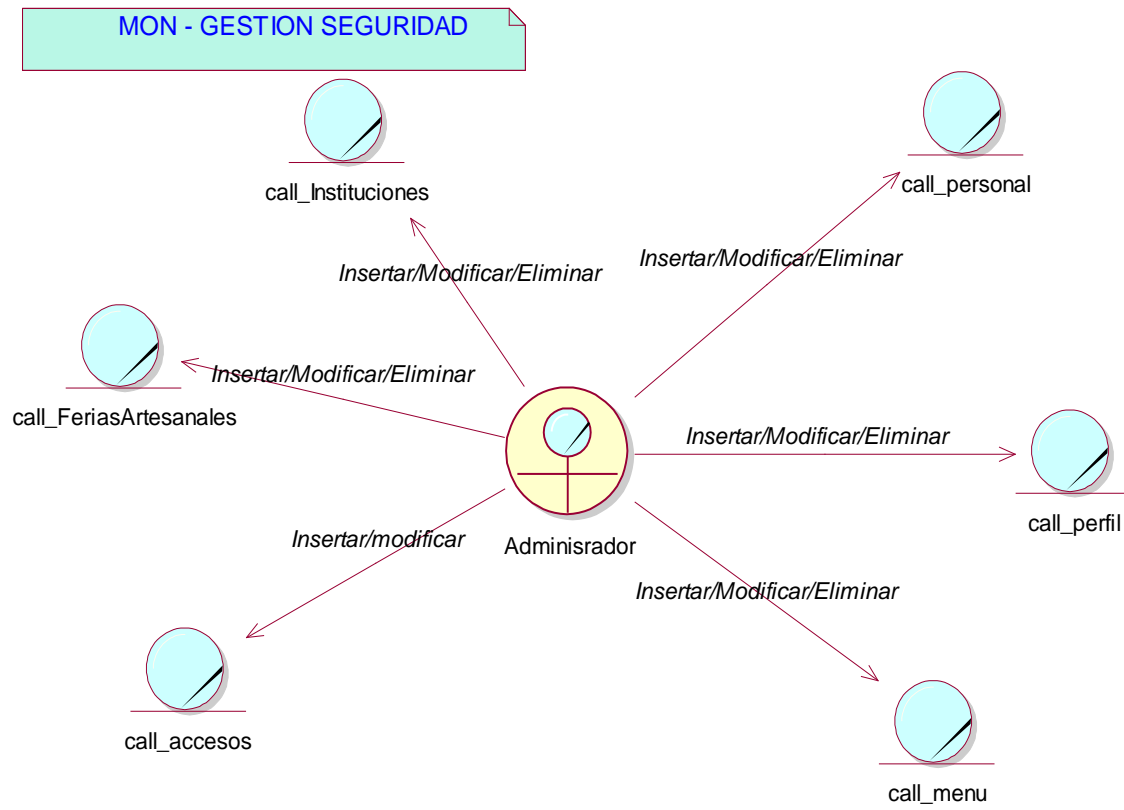 MON - GESTION SEGURIDAD
call_Instituciones
call_personal
Insertar/Modificar/Eliminar
Insertar/Modificar/Eliminar
Insertar/Modificar/Eliminar
call_FeriasArtesanales
Insertar/Modificar/Eliminar
call_perfil
Insertar/modificar
Adminisrador
Insertar/Modificar/Eliminar
call_accesos
call_menu